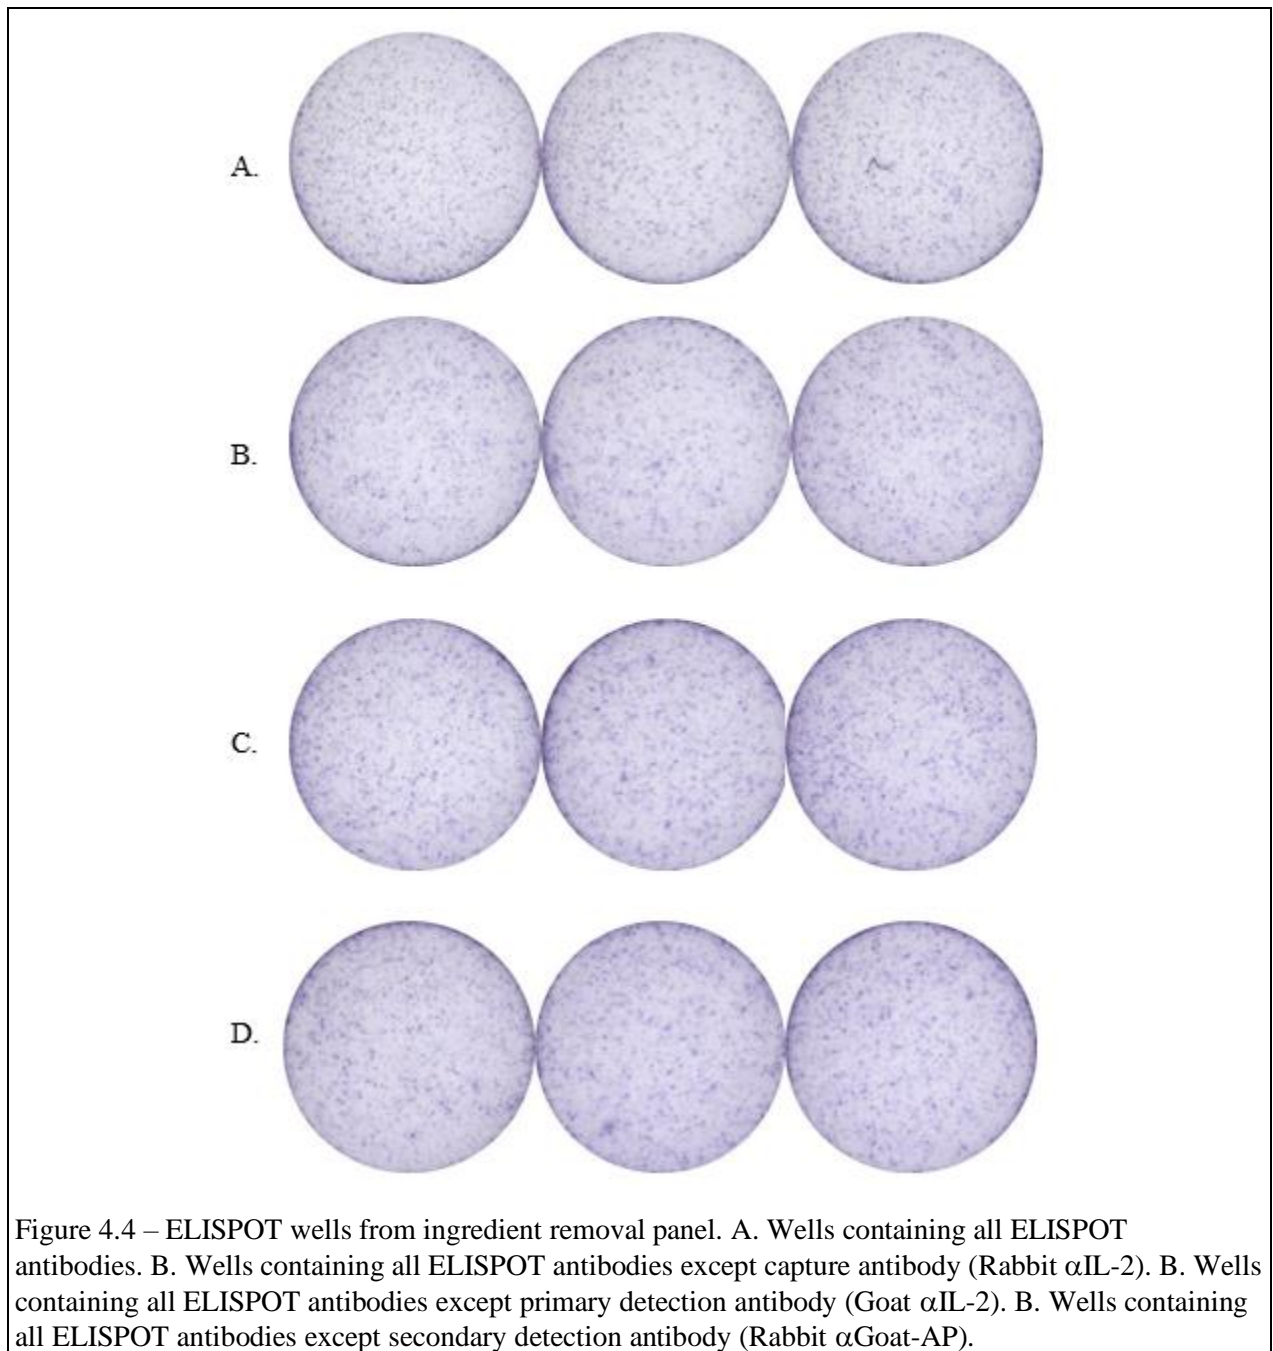 A.
B.
C.
D.
Figure 4.4 – ELISPOT wells from ingredient removal panel. A. Wells containing all ELISPOT
antibodies. B. Wells containing all ELISPOT antibodies except capture antibody (Rabbit αIL-2). B. Wells
containing all ELISPOT antibodies except primary detection antibody (Goat αIL-2). B. Wells containing
all ELISPOT antibodies except secondary detection antibody (Rabbit αGoat-AP).